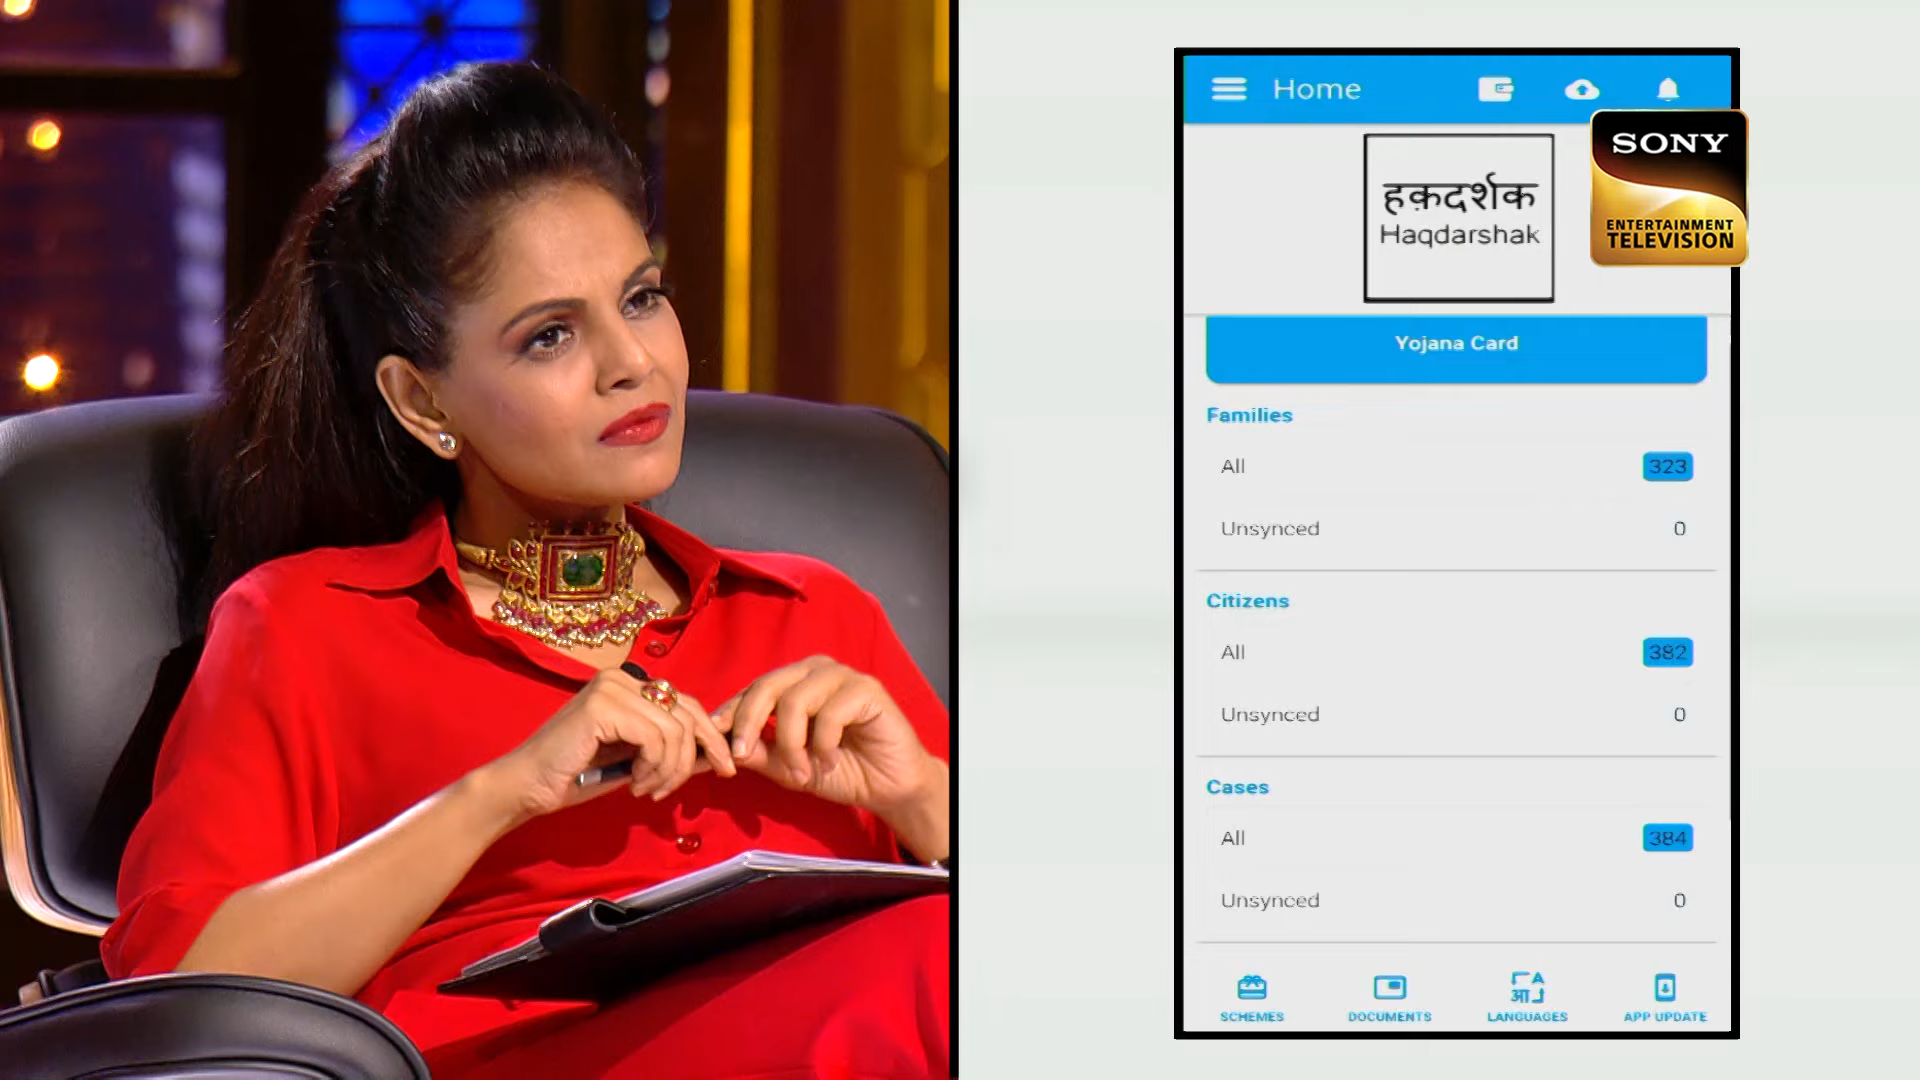 Home
SONY
ENTERTAINMENT
TELEVISION
हक़दर्शक
Haqdarshak
Yojana Card
Families
All 323
Unsynced 0
Citizens
All 382
Unsynced 0
Cases
All 384
Unsynced 0
A
आ
SCHEMES DOCUMENTS LANGUAGES APP UPDATE